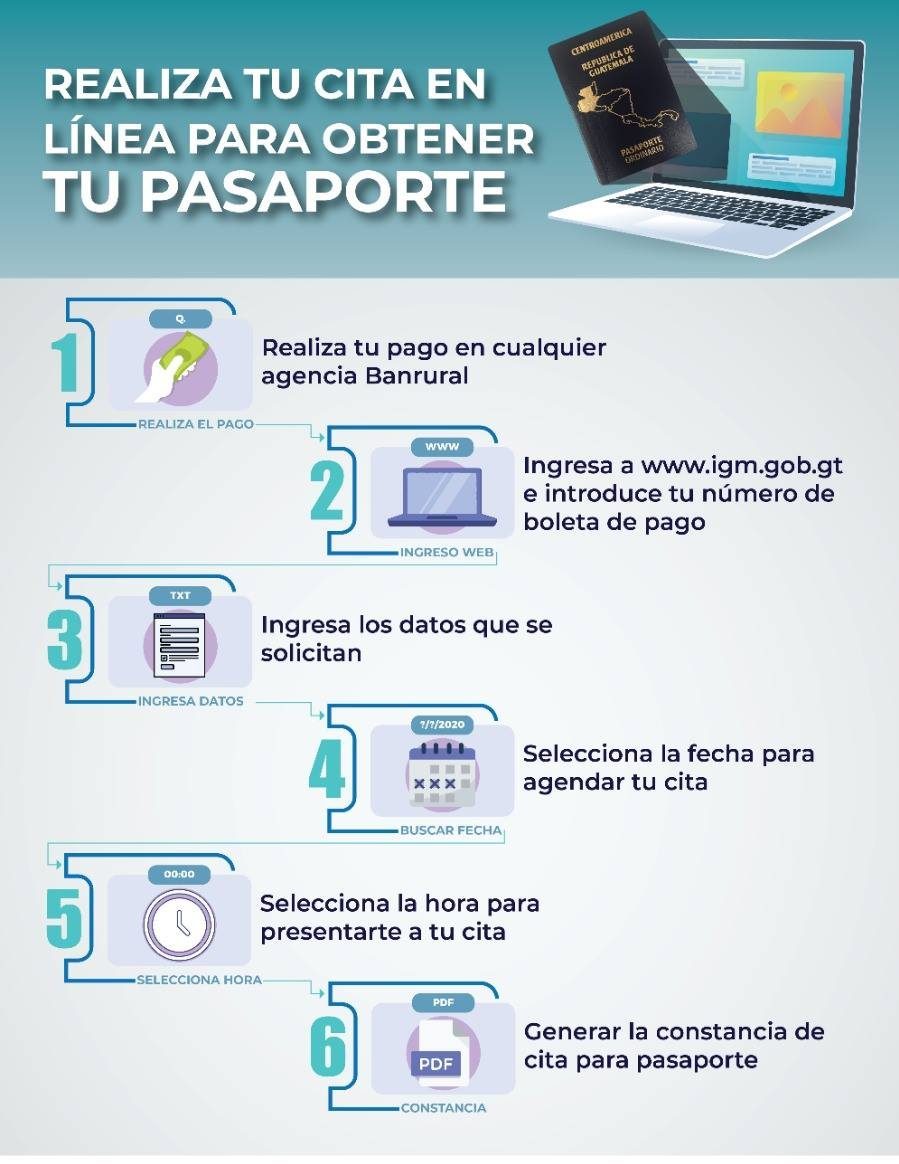 REALIZA TU CITA EN
LÍNEA PARA OBTENER
TU PASAPORTE
CENTROAMERICA
REPUBLICA DE
GUATEMALA
PASAPORTE
ORDINARIO
1
Q.
Realiza tu pago en cualquier
agencia Banrural
REALIZA EL PAGO
2
WWW
Ingresa a www.igm.gob.gt
e introduce tu número de
boleta de pago
INGRESO WEB
3
TXT
Ingresa los datos que se
solicitan
INGRESA DATOS
4
?/?/2020
Selecciona la fecha para
agendar tu cita
BUSCAR FECHA
5
00:00
Selecciona la hora para
presentarte a tu cita
SELECCIONA HORA
6
PDF
PDF
Generar la constancia de
cita para pasaporte
CONSTANCIA